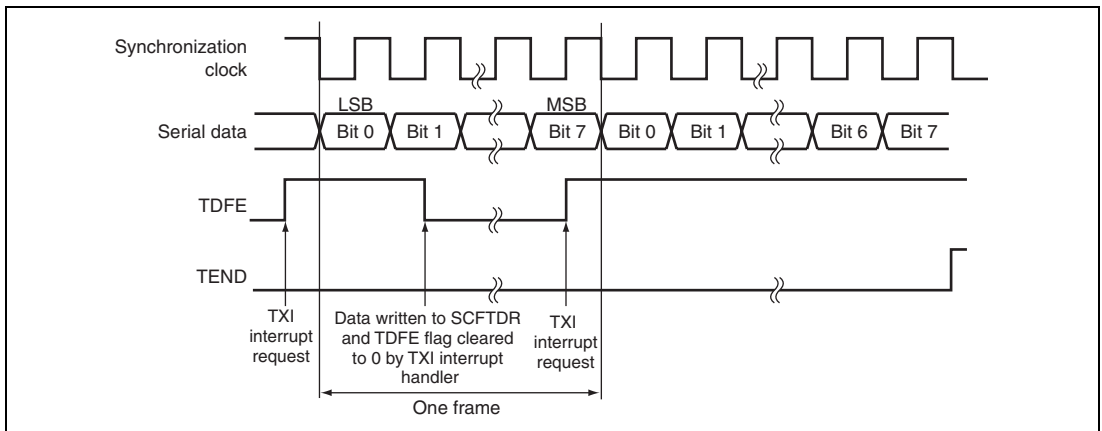 Synchronization
clock
LSB
MSB
Serial data
Bit 0
Bit 1
Bit 7
Bit 0
Bit 1
Bit 6
Bit 7
TDFE
TEND
TXI
interrupt
request
Data written to SCFTDR
and TDFE flag cleared
to 0 by TXI interrupt
handler
TXI
interrupt
request
One frame